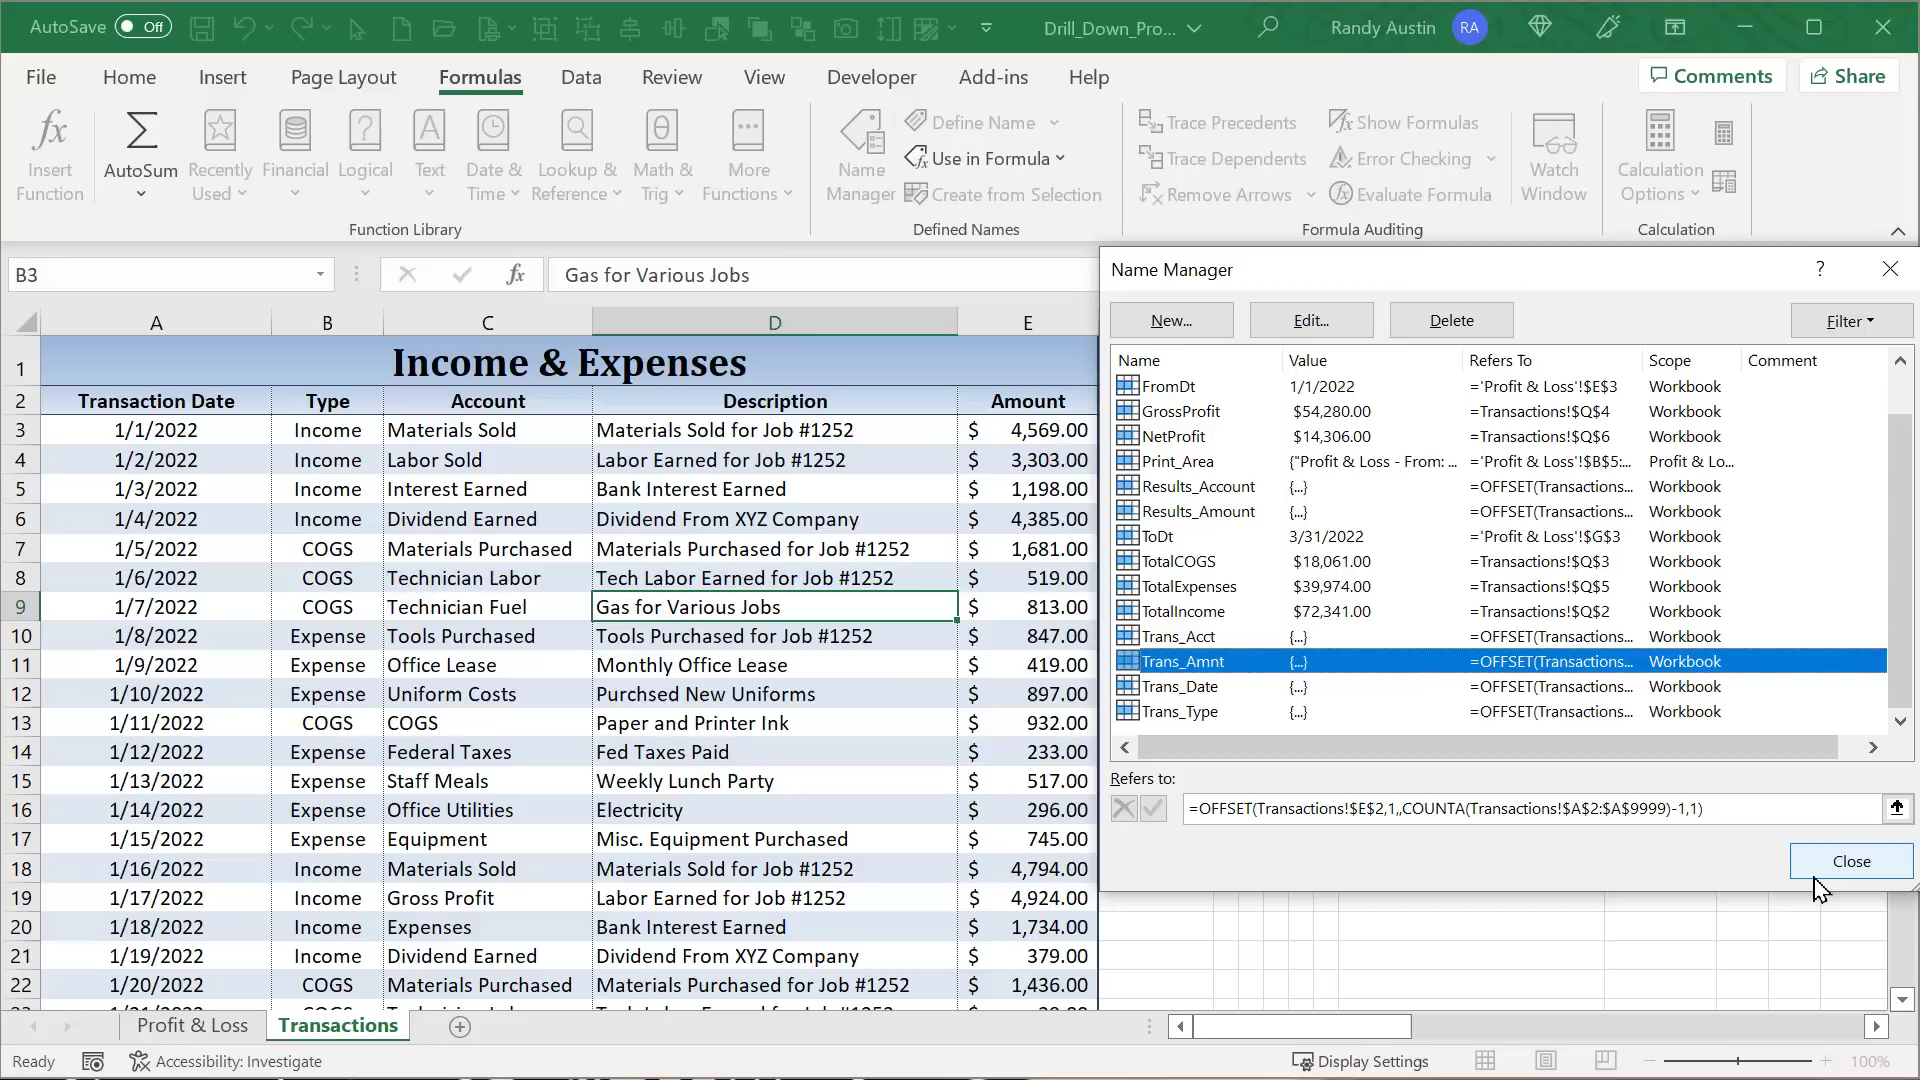 AutoSave Off Drill_Down_Pro... Randy Austin RA
File Home Insert Page Layout Formulas Data Review View Developer Add-ins Help Comments Share
Insert Function
AutoSum
Recently Used
Financial
Logical
Text
Date & Time
Lookup & Reference
Math & Trig
More Functions
Function Library
Name Manager
Define Name
Use in Formula
Create from Selection
Defined Names
Trace Precedents
Trace Dependents
Remove Arrows
Show Formulas
Error Checking
Evaluate Formula
Formula Auditing
Watch Window
Calculation Options
Calculation
B3 fx Gas for Various Jobs
A B C D E
1 Income & Expenses
2 Transaction Date Type Account Description Amount
3 1/1/2022 Income Materials Sold Materials Sold for Job #1252 $ 4,569.00
4 1/2/2022 Income Labor Sold Labor Earned for Job #1252 $ 3,303.00
5 1/3/2022 Income Interest Earned Bank Interest Earned $ 1,198.00
6 1/4/2022 Income Dividend Earned Dividend From XYZ Company $ 4,385.00
7 1/5/2022 COGS Materials Purchased Materials Purchased for Job #1252 $ 1,681.00
8 1/6/2022 COGS Technician Labor Tech Labor Earned for Job #1252 $ 519.00
9 1/7/2022 COGS Technician Fuel Gas for Various Jobs $ 813.00
10 1/8/2022 Expense Tools Purchased Tools Purchased for Job #1252 $ 847.00
11 1/9/2022 Expense Office Lease Monthly Office Lease $ 419.00
12 1/10/2022 Expense Uniform Costs Purchsed New Uniforms $ 897.00
13 1/11/2022 COGS COGS Paper and Printer Ink $ 932.00
14 1/12/2022 Expense Federal Taxes Fed Taxes Paid $ 233.00
15 1/13/2022 Expense Staff Meals Weekly Lunch Party $ 517.00
16 1/14/2022 Expense Office Utilities Electricity $ 296.00
17 1/15/2022 Expense Equipment Misc. Equipment Purchased $ 745.00
18 1/16/2022 Income Materials Sold Materials Sold for Job #1252 $ 4,794.00
19 1/17/2022 Income Gross Profit Labor Earned for Job #1252 $ 4,924.00
20 1/18/2022 Income Expenses Bank Interest Earned $ 1,734.00
21 1/19/2022 Income Dividend Earned Dividend From XYZ Company $ 379.00
22 1/20/2022 COGS Materials Purchased Materials Purchased for Job #1252 $ 1,436.00
Name Manager ?
New... Edit... Delete Filter
Name Value Refers To Scope Comment
FromDt 1/1/2022 ='Profit & Loss'!$E$3 Workbook
GrossProfit $54,280.00 =Transactions!$Q$4 Workbook
NetProfit $14,306.00 =Transactions!$Q$6 Workbook
Print_Area {"Profit & Loss - From: ... ='Profit & Loss'!$B$5:... Profit & Lo...
Results_Account {...} =OFFSET(Transactions... Workbook
Results_Amount {...} =OFFSET(Transactions... Workbook
ToDt 3/31/2022 ='Profit & Loss'!$G$3 Workbook
TotalCOGS $18,061.00 =Transactions!$Q$3 Workbook
TotalExpenses $39,974.00 =Transactions!$Q$5 Workbook
TotalIncome $72,341.00 =Transactions!$Q$2 Workbook
Trans_Acct {...} =OFFSET(Transactions... Workbook
Trans_Amnt {...} =OFFSET(Transactions... Workbook
Trans_Date {...} =OFFSET(Transactions... Workbook
Trans_Type {...} =OFFSET(Transactions... Workbook
Refers to:
=OFFSET(Transactions!$E$2,1,,COUNTA(Transactions!$A$2:$A$9999)-1,1)
Close
Profit & Loss Transactions
Ready Accessibility: Investigate Display Settings 100%